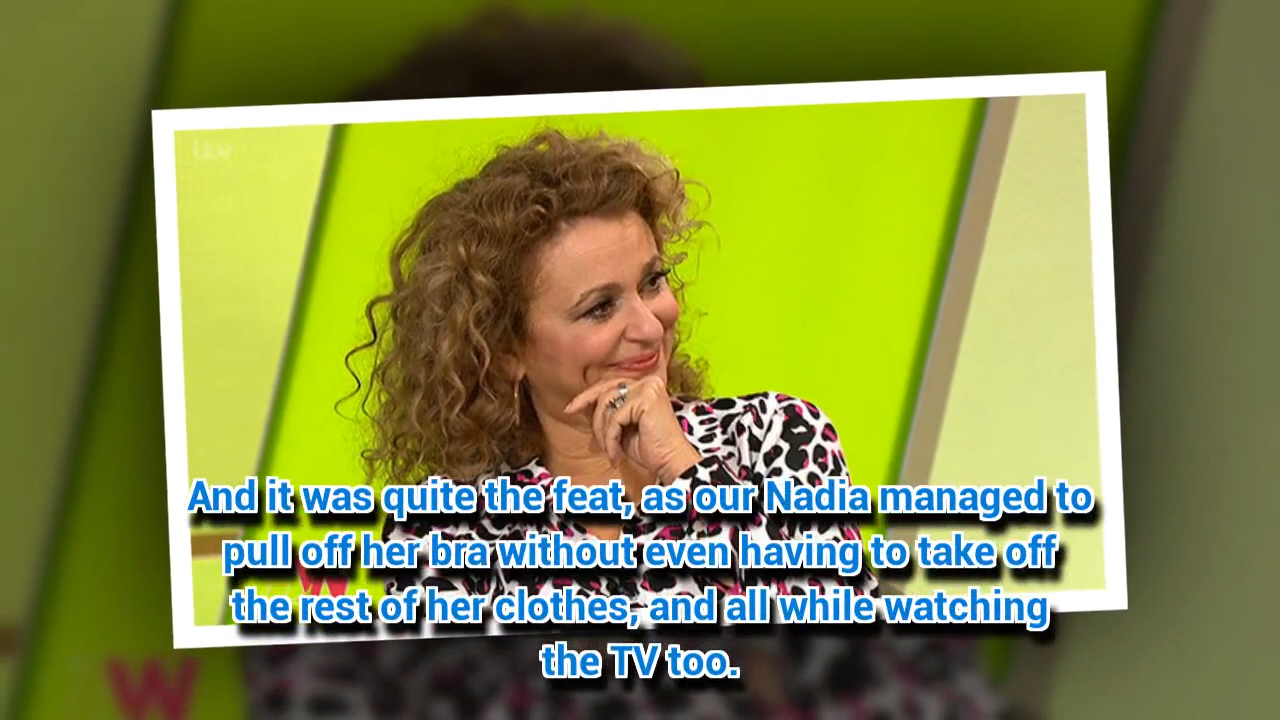 itv
And it was quite the feat, as our Nadia managed to
pull off her bra without even having to take off
the rest of her clothes, and all while watching
the TV too.
W
W